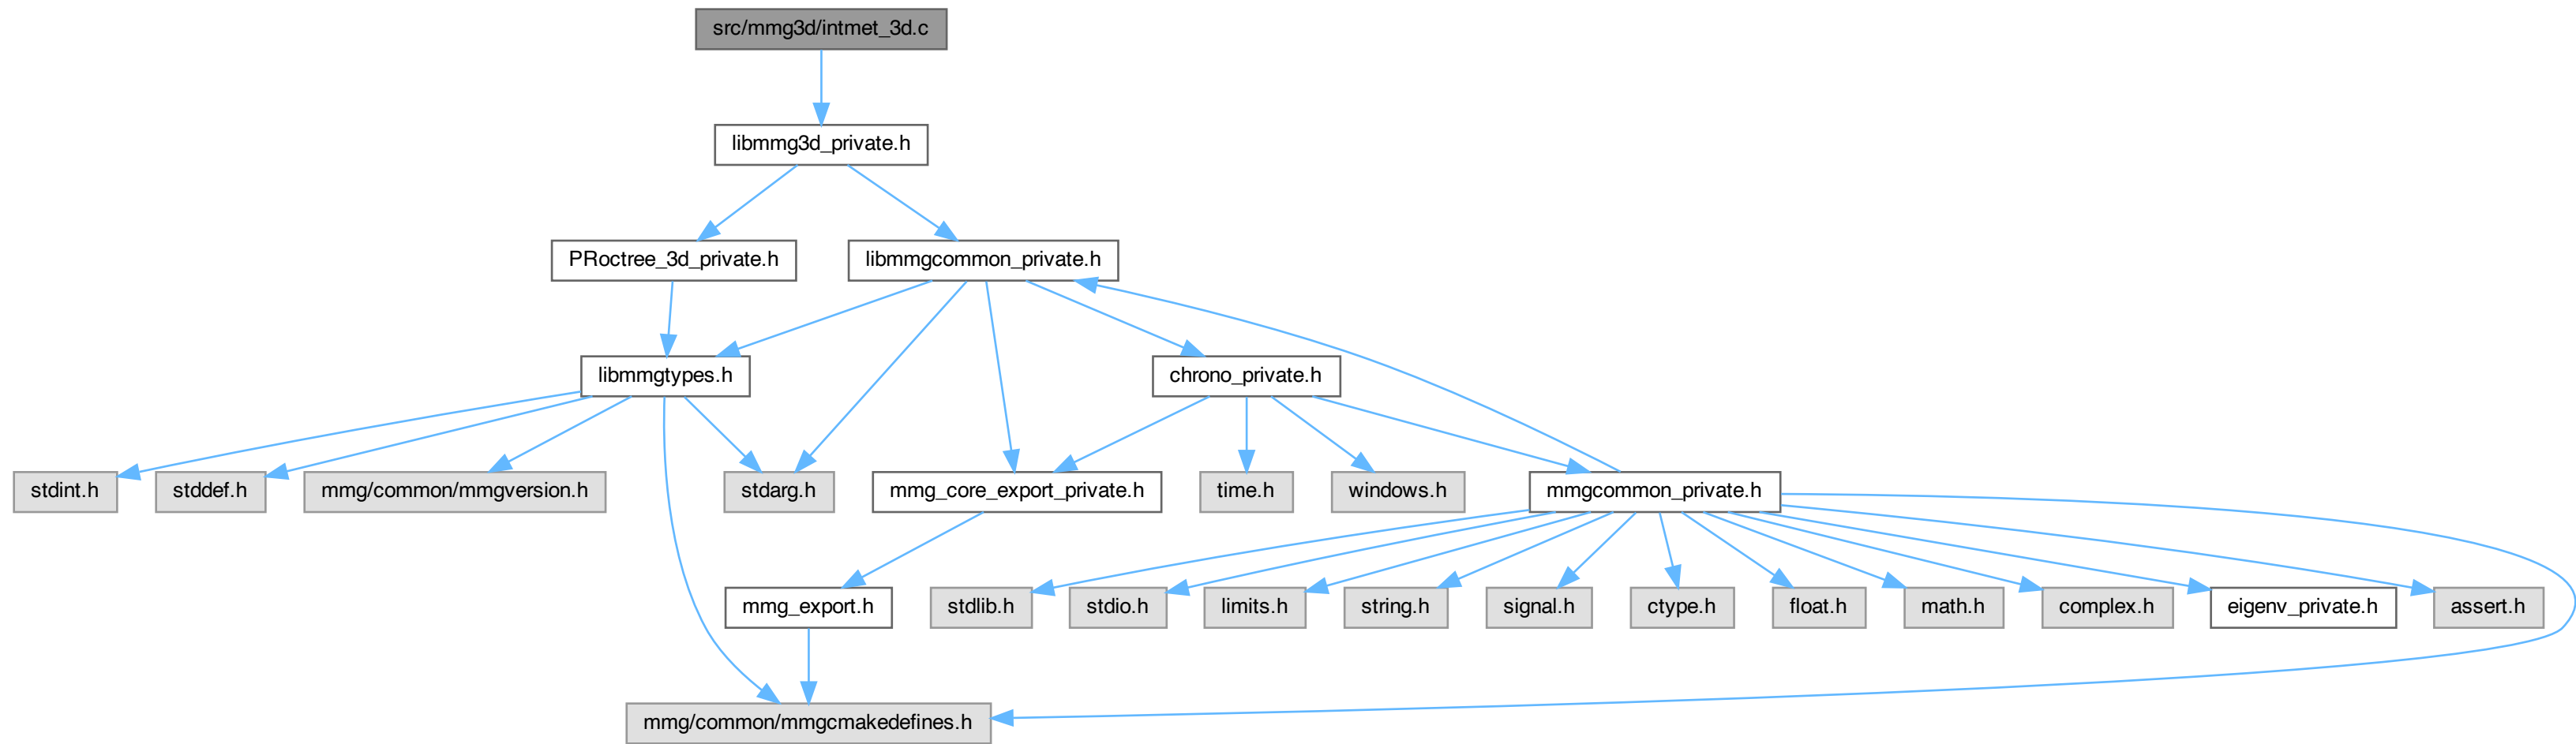 src/mmg3d/intmet_3d.c
libmmg3d_private.h
PRoctree_3d_private.h
libmmgcommon_private.h
libmmgtypes.h
chrono_private.h
stdint.h
stddef.h
mmg/common/mmgversion.h
stdarg.h
mmg_core_export_private.h
time.h
windows.h
mmgcommon_private.h
mmg_export.h
stdlib.h
stdio.h
limits.h
string.h
signal.h
ctype.h
float.h
math.h
complex.h
eigenv_private.h
assert.h
mmg/common/mmgcmakedefines.h